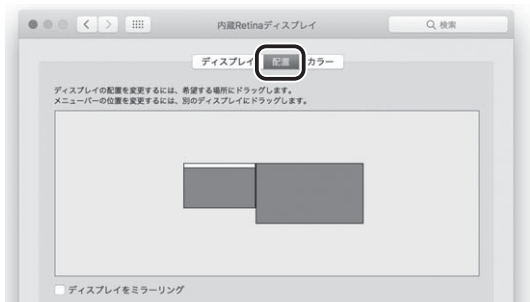 内蔵Retinaディスプレイ
検索
ディスプレイ 配置 カラー
ディスプレイの配置を変更するには、希望する場所にドラッグします。
メニューバーの位置を変更するには、別のディスプレイにドラッグします。
ディスプレイをミラーリング